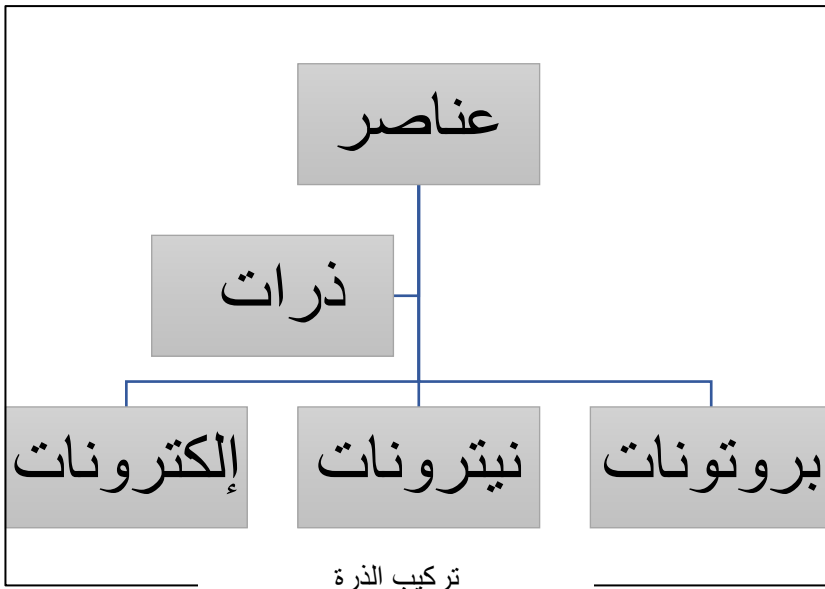 عناصر
ذرات
بروتونات
نيترونات
إلكترونات
تركيب الذرة